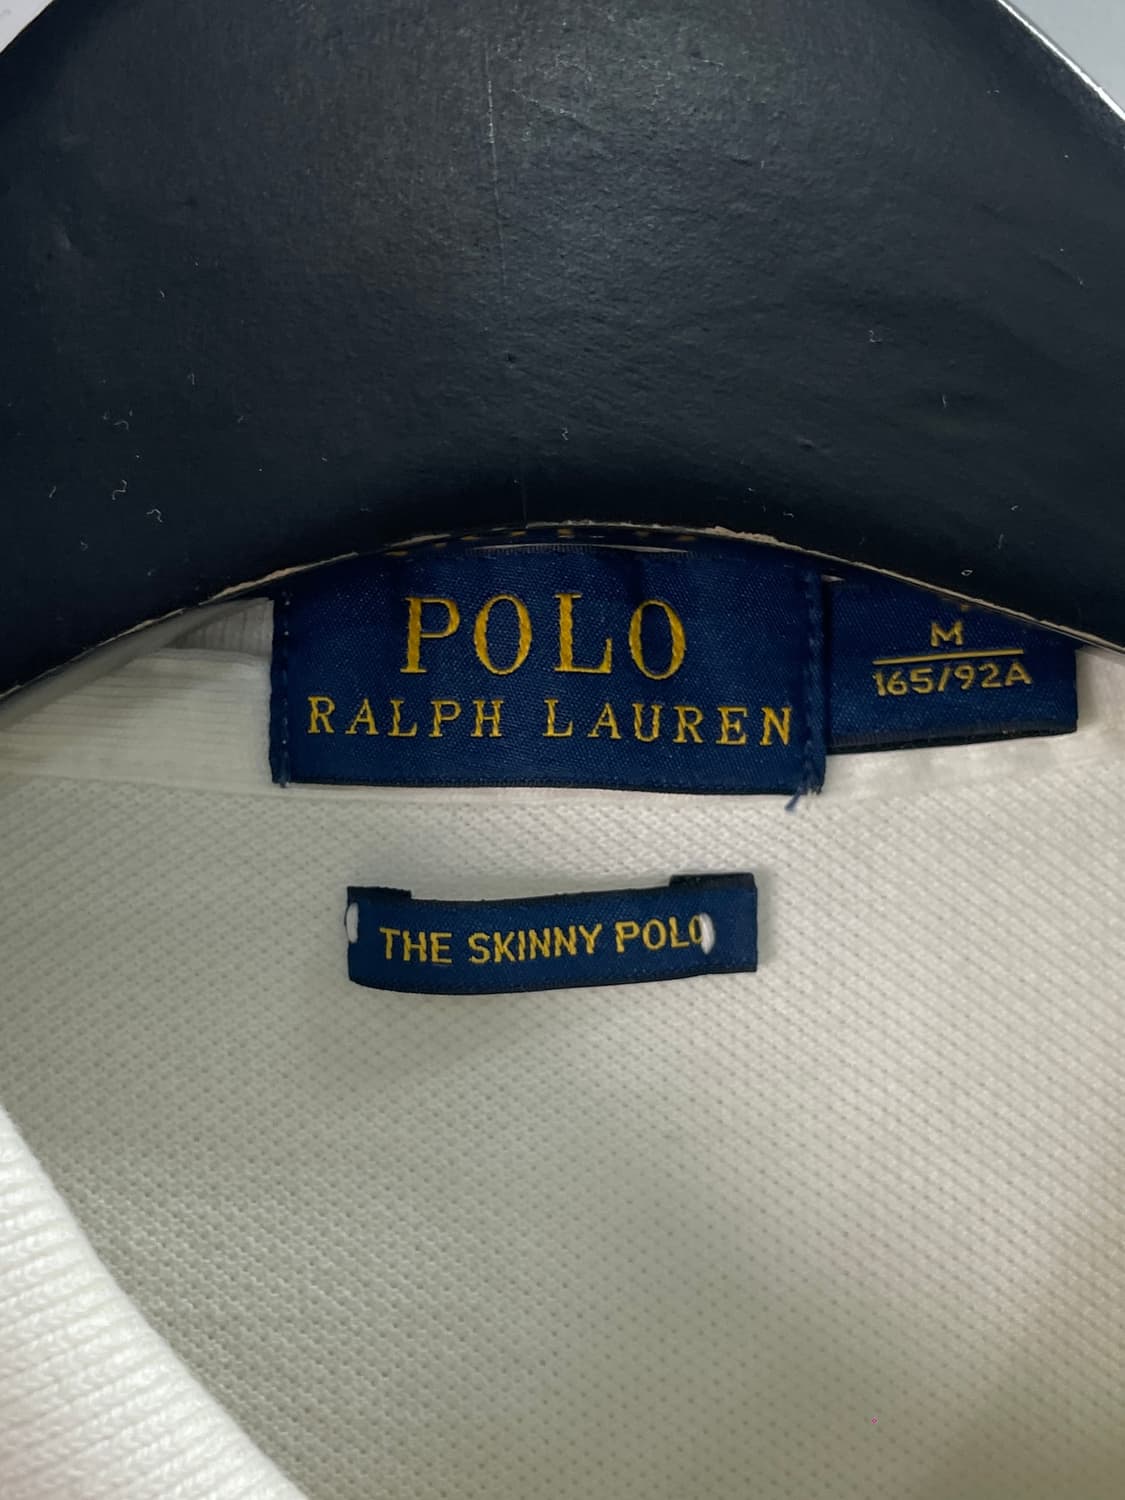 POLO
RALPH LAUREN
M
165/92A
THE SKINNY POLO